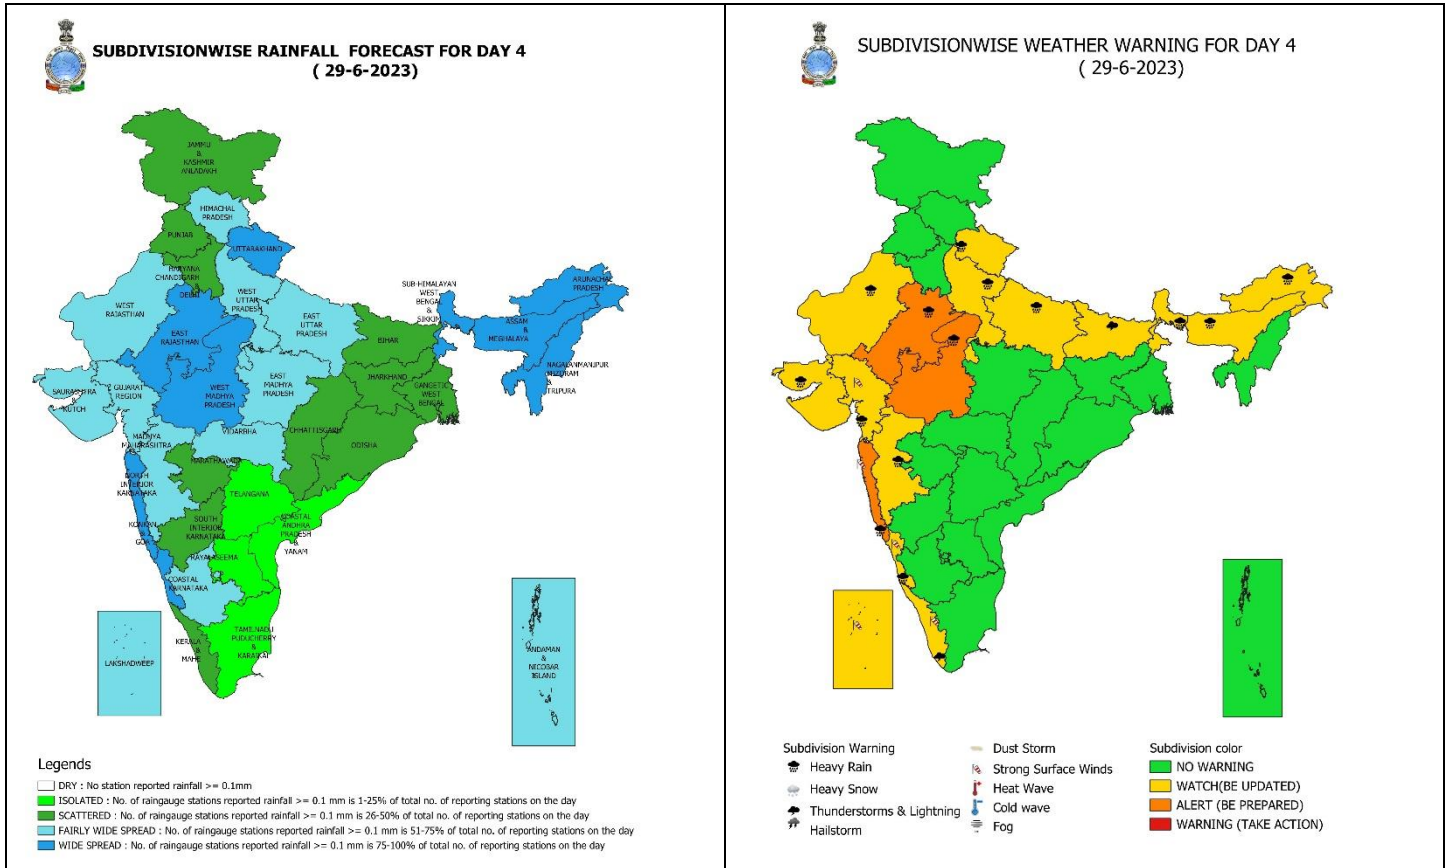 SUBDIVISIONWISE RAINFALL FORECAST FOR DAY 4
( 29-6-2023)
JAMMU
&
KASHMIR
ANLADAKH
HIMACHAL
PRADESH
PUNJAB
UTTARAKHAND
HARYANA
CHANDIGARH
&
DELHI
WEST
UTTAR
PRADESH
WEST
RAJASTHAN
EAST
UTTAR
PRADESH
EAST
RAJASTHAN
SUB-HIMALAYAN
WEST
BENGAL
&
SIKKIM
ARUNACHAL
PRADESH
ASSAM
&
MEGHALAYA
BIHAR
NAGALANMANJPUR
MIZORAM
&
TRIPURA
JHARKHAND
GANGETIC
WEST
BENGAL
SAURASHTRA
&
KUTCH
GUJARAT
REGION
WEST
MADHYA
PRADESH
EAST
MADHYA
PRADESH
CHHATTISGARH
ODISHA
VIDARBHA
MADHYA
MAHARASHTRA
MARATHAWADA
NORTH
INTERIOR
KARNATAKA
TELANGANA
KONKAN
&
GOA
SOUTH
INTERIOR
KARNATAKA
COASTAL
ANDHRA
PRADESH
&
YANAM
RAYALASEEMA
COASTAL
KARNATAKA
TAMILNADU
PUDUCHERRY
&
KARAIKAL
KERALA
&
MAHE
LAKSHADWEEP
ANDAMAN
&
NICOBAR
ISLAND
Legends
DRY : No station reported rainfall >= 0.1mm
ISOLATED : No. of raingauge stations reported rainfall >= 0.1 mm is 1-25% of total no. of reporting stations on the day
SCATTERED : No. of raingauge stations reported rainfall >= 0.1 mm is 26-50% of total no. of reporting stations on the day
FAIRLY WIDE SPREAD : No. of raingauge stations reported rainfall >= 0.1 mm is 51-75% of total no. of reporting stations on the day
WIDE SPREAD : No. of raingauge stations reported rainfall >= 0.1 mm is 75-100% of total no. of reporting stations on the day
SUBDIVISIONWISE WEATHER WARNING FOR DAY 4
( 29-6-2023)
Subdivision Warning
Heavy Rain
Heavy Snow
Thunderstorms & Lightning
Hailstorm
Dust Storm
Strong Surface Winds
Heat Wave
Cold wave
Fog
Subdivision color
NO WARNING
WATCH(BE UPDATED)
ALERT (BE PREPARED)
WARNING (TAKE ACTION)